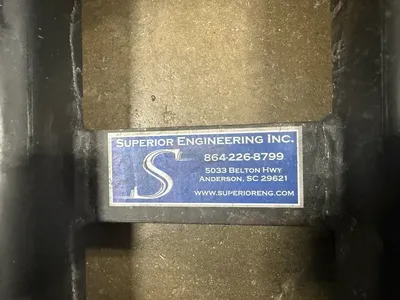 SUPERIOR ENGINEERING INC.
S
864-226-8799
5033 BELTON HWY
ANDERSON, SC 29621
WWW.SUPERIORENG.COM